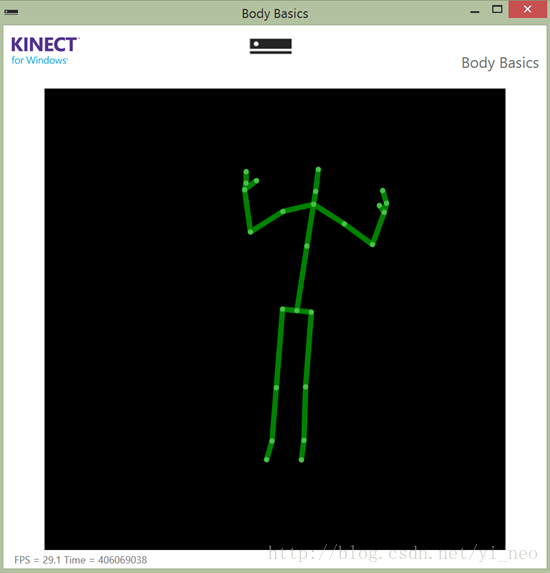 Body Basics
KINECT
for Windows
Body Basics
http://blog.csdn.net/yi_neo
FPS = 29.1 Time = 406069038